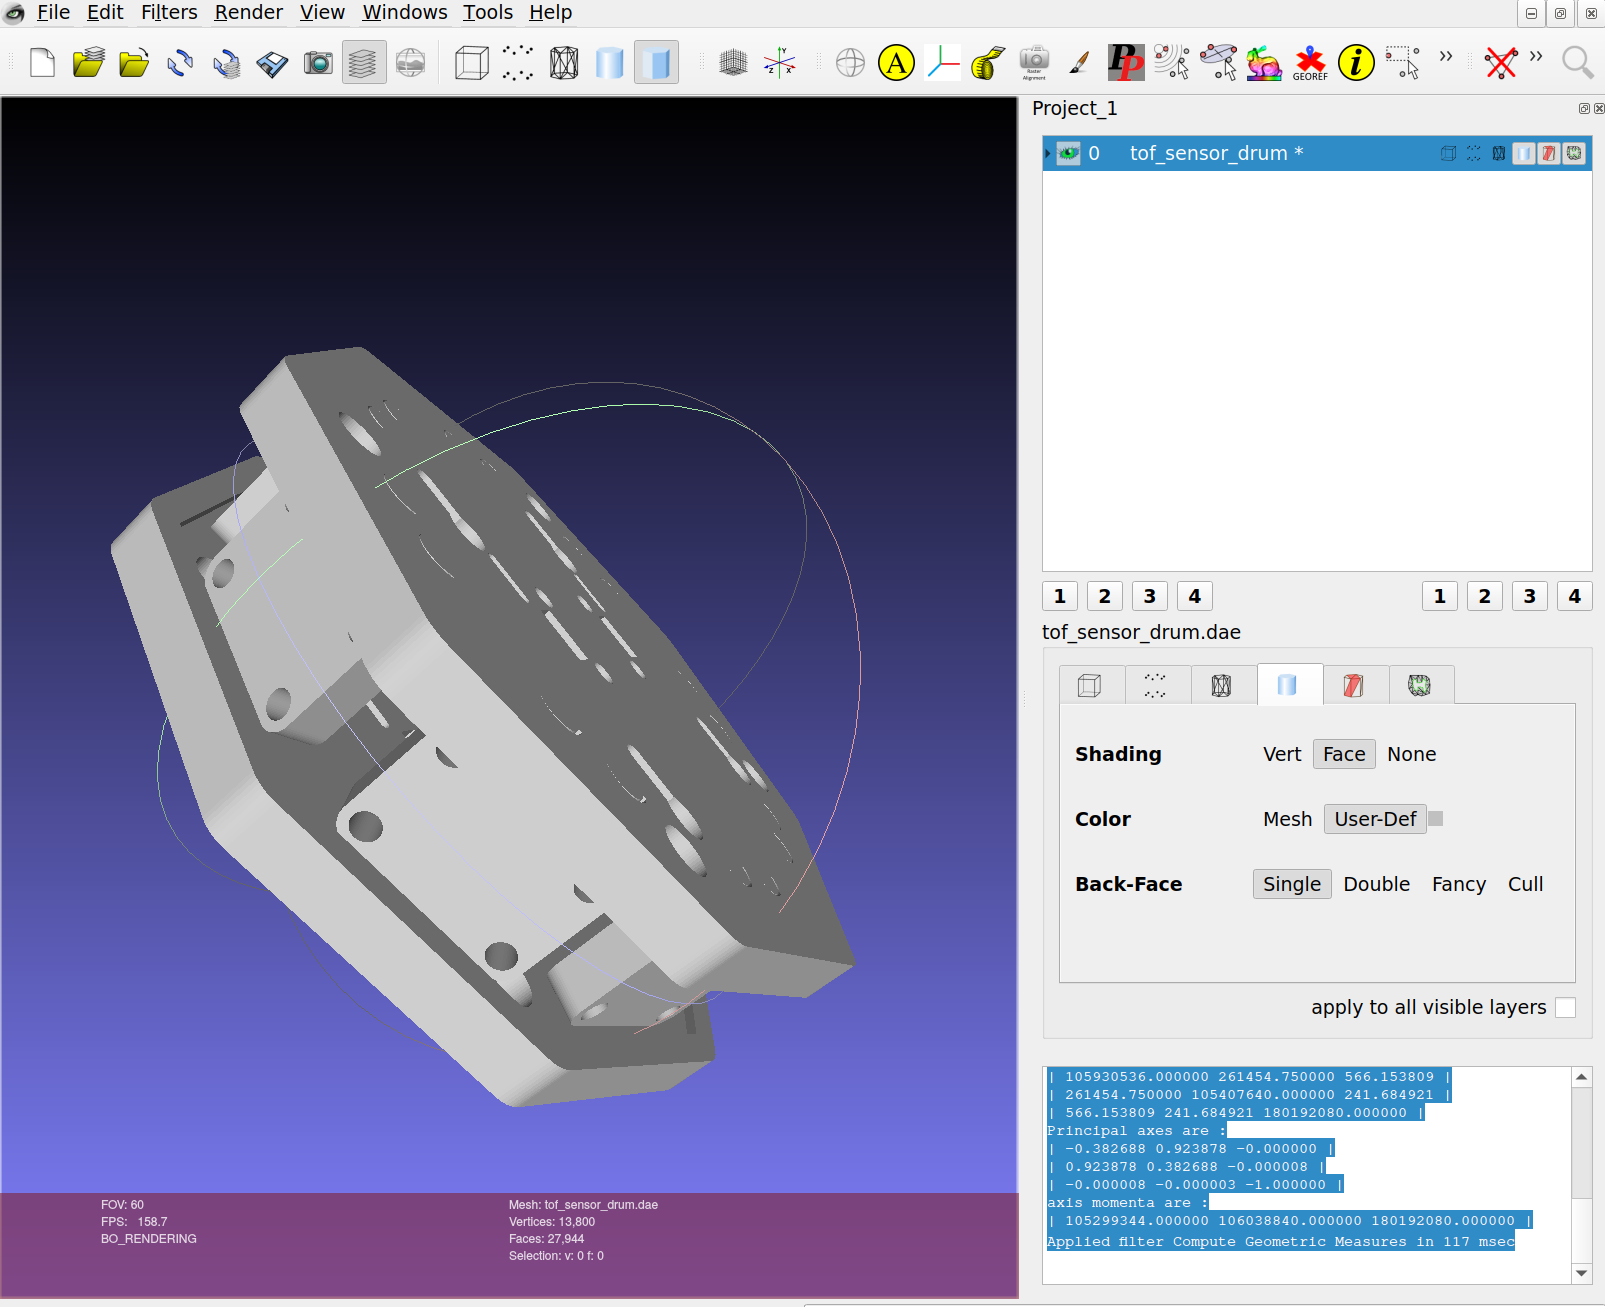 File Edit Filters Render View Windows Tools Help
A
Y
Z X
Raster
Alignment
PP
GEOREF
i
»
»
Project_1
0 tof_sensor_drum *
1 2 3 4 1 2 3 4
tof_sensor_drum.dae
Shading Vert Face None
Color Mesh User-Def
Back-Face Single Double Fancy Cull
apply to all visible layers
| 105930536.000000 261454.750000 566.153809 |
| 261454.750000 105407640.000000 241.684921 |
| 566.153809 241.684921 180192080.000000 |
Principal axes are :
| -0.382688 0.923878 -0.000000 |
| 0.923878 0.382688 -0.000008 |
| -0.000008 -0.000003 -1.000000 |
axis momenta are :
| 105299344.000000 106038840.000000 180192080.000000 |
Applied filter Compute Geometric Measures in 117 msec
FOV: 60
FPS: 158.7
BO_RENDERING
Mesh: tof_sensor_drum.dae
Vertices: 13,800
Faces: 27,944
Selection: v: 0 f: 0